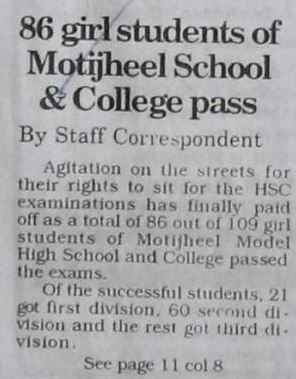 86 girl students of
Motijheel School
& College pass
By Staff Correspondent
Agitation on the streets for
their rights to sit for the HSC
examinations has finally paid
off as a total of 86 out of 109 girl
students of Motijheel Model
High School and College passed
the exams.
Of the successful students, 21
got first division, 60 second di-
vision and the rest got third di-
vision.
See page 11 col 8